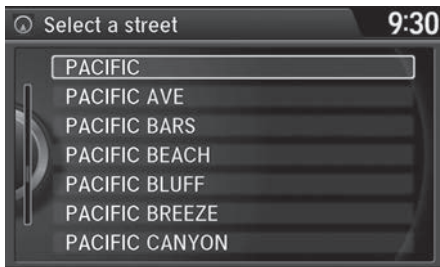 Select a street
9:30
PACIFIC
PACIFIC AVE
PACIFIC BARS
PACIFIC BEACH
PACIFIC BLUFF
PACIFIC BREEZE
PACIFIC CANYON